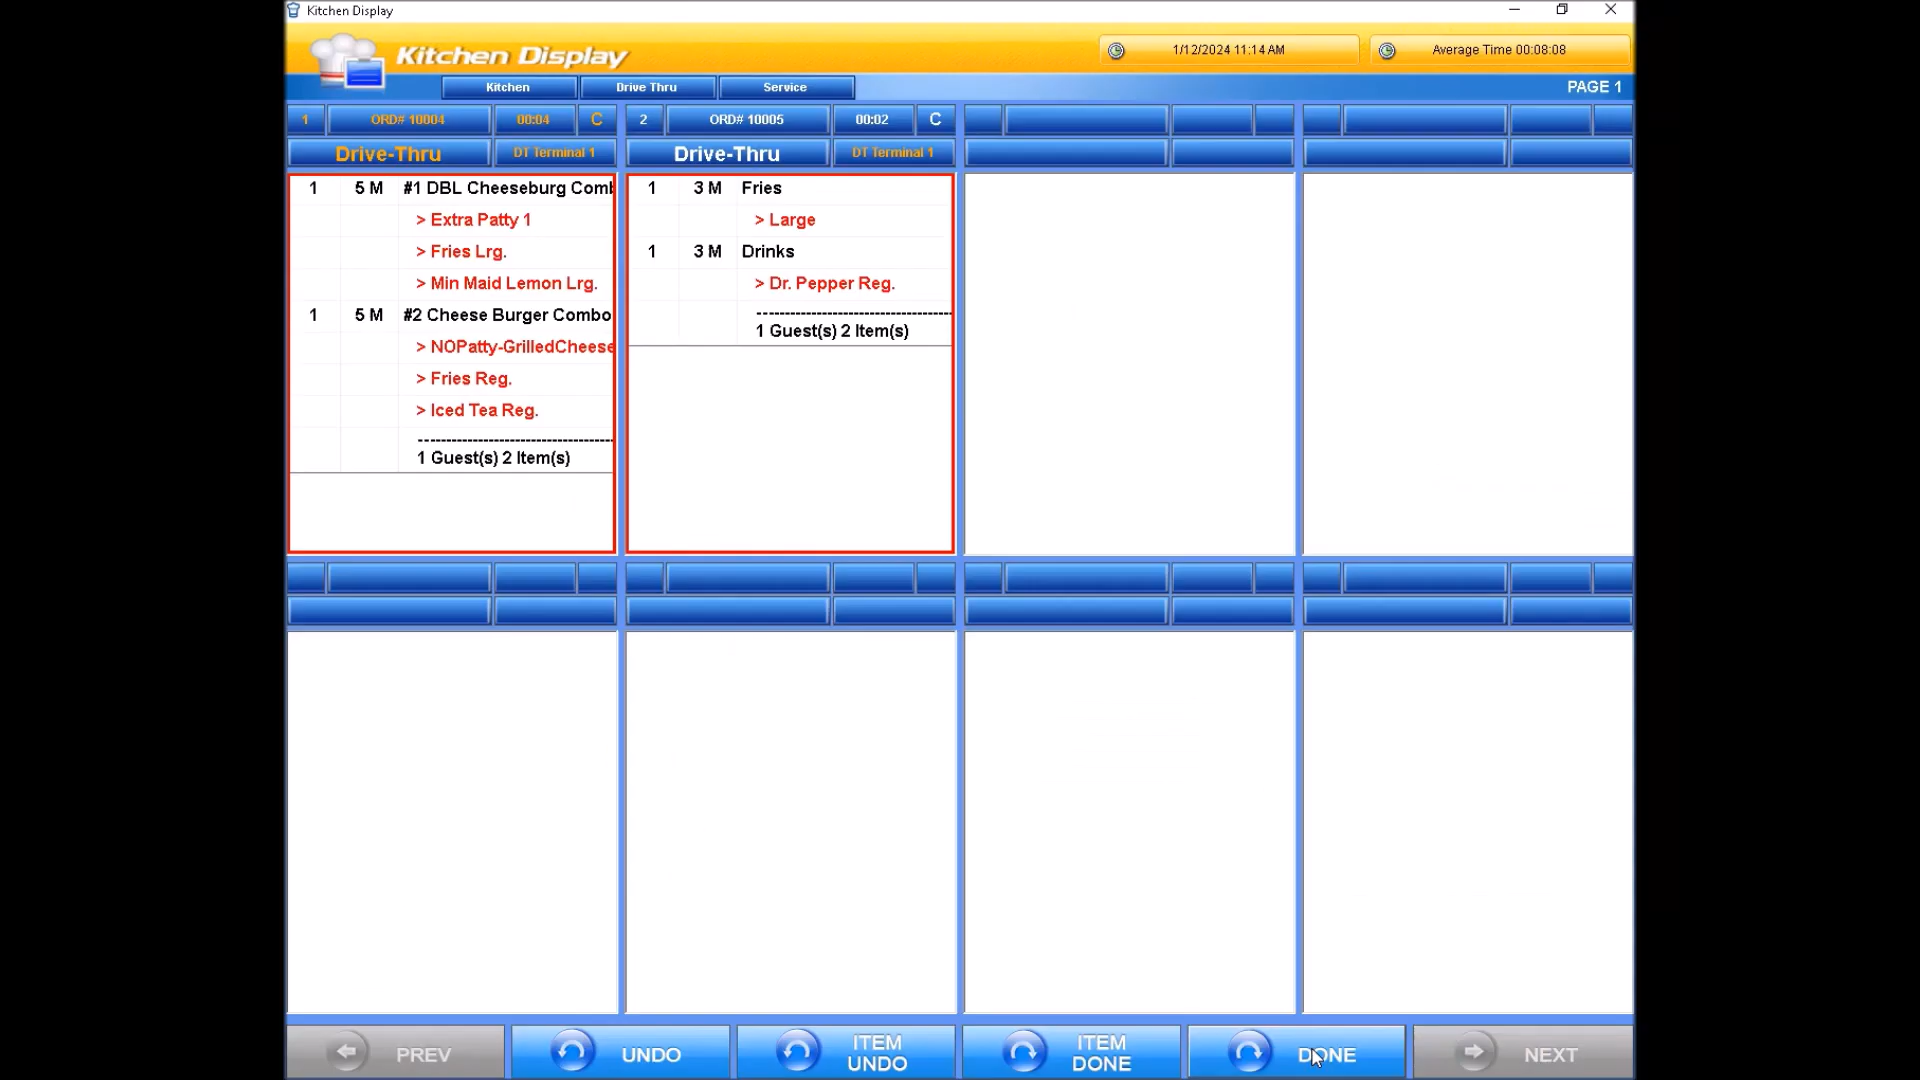 Kitchen Display
Kitchen Display
1/12/2024 11:14 AM
Average Time 00:08:08
Kitchen
Drive Thru
Service
PAGE 1
1 ORD# 10004 00:04 C
Drive-Thru DT Terminal 1
1 5 M #1 DBL Cheeseburg Comb
> Extra Patty 1
> Fries Lrg.
> Min Maid Lemon Lrg.
1 5 M #2 Cheese Burger Combo
> NOPatty-GrilledCheese
> Fries Reg.
> Iced Tea Reg.
1 Guest(s) 2 Item(s)
2 ORD# 10005 00:02 C
Drive-Thru DT Terminal 1
1 3 M Fries
> Large
1 3 M Drinks
> Dr. Pepper Reg.
1 Guest(s) 2 Item(s)
PREV
UNDO
ITEM
UNDO
ITEM
DONE
DONE
NEXT